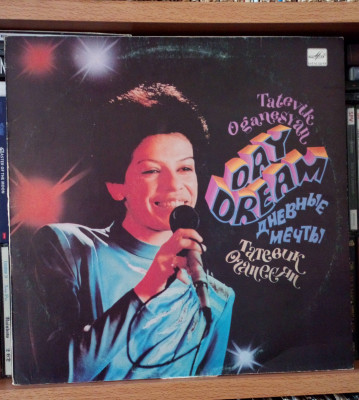 Tatevik
Oganesyan
DAY
DREAM
ДНЕВНЫЕ
МЕЧТЫ
Татевик
Оганесян